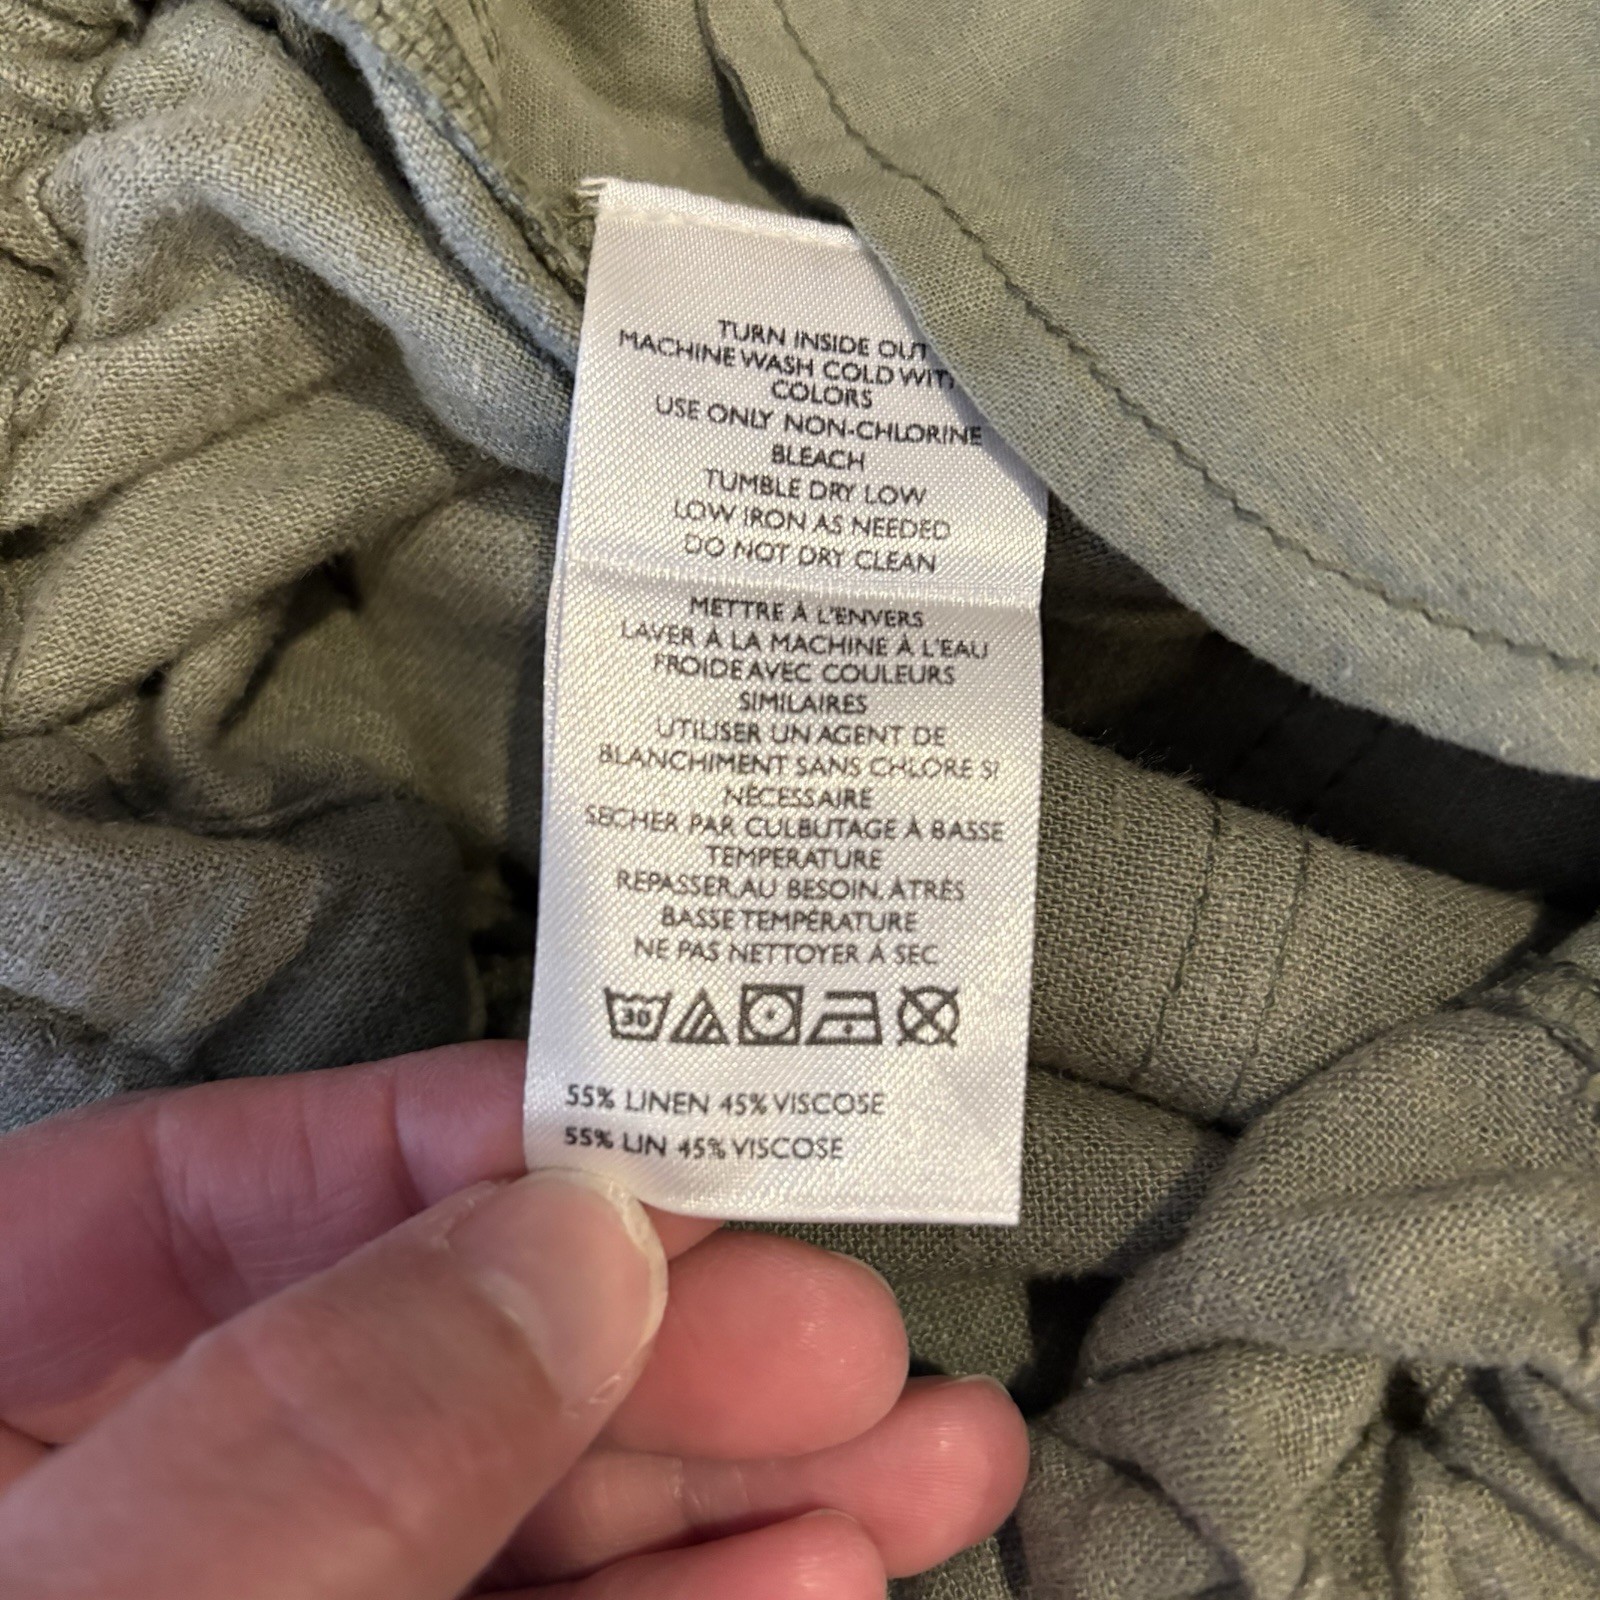 TURN INSIDE OUT
MACHINE WASH COLD WITH
COLORS
USE ONLY NON-CHLORINE
BLEACH
TUMBLE DRY LOW
LOW IRON AS NEEDED
DO NOT DRY CLEAN
METTRE À L'ENVERS
LAVER À LA MACHINE À L'EAU
FROIDE AVEC COULEURS
SIMILAIRES
UTILISER UN AGENT DE
BLANCHIMENT SANS CHLORE SI
NÉCESSAIRE
SÉCHER PAR CULBUTAGE À BASSE
TEMPÉRATURE
REPASSER, AU BESOIN, À TRÈS
BASSE TEMPÉRATURE
NE PAS NETTOYER À SEC
30
55% LINEN 45% VISCOSE
55% LIN 45% VISCOSE